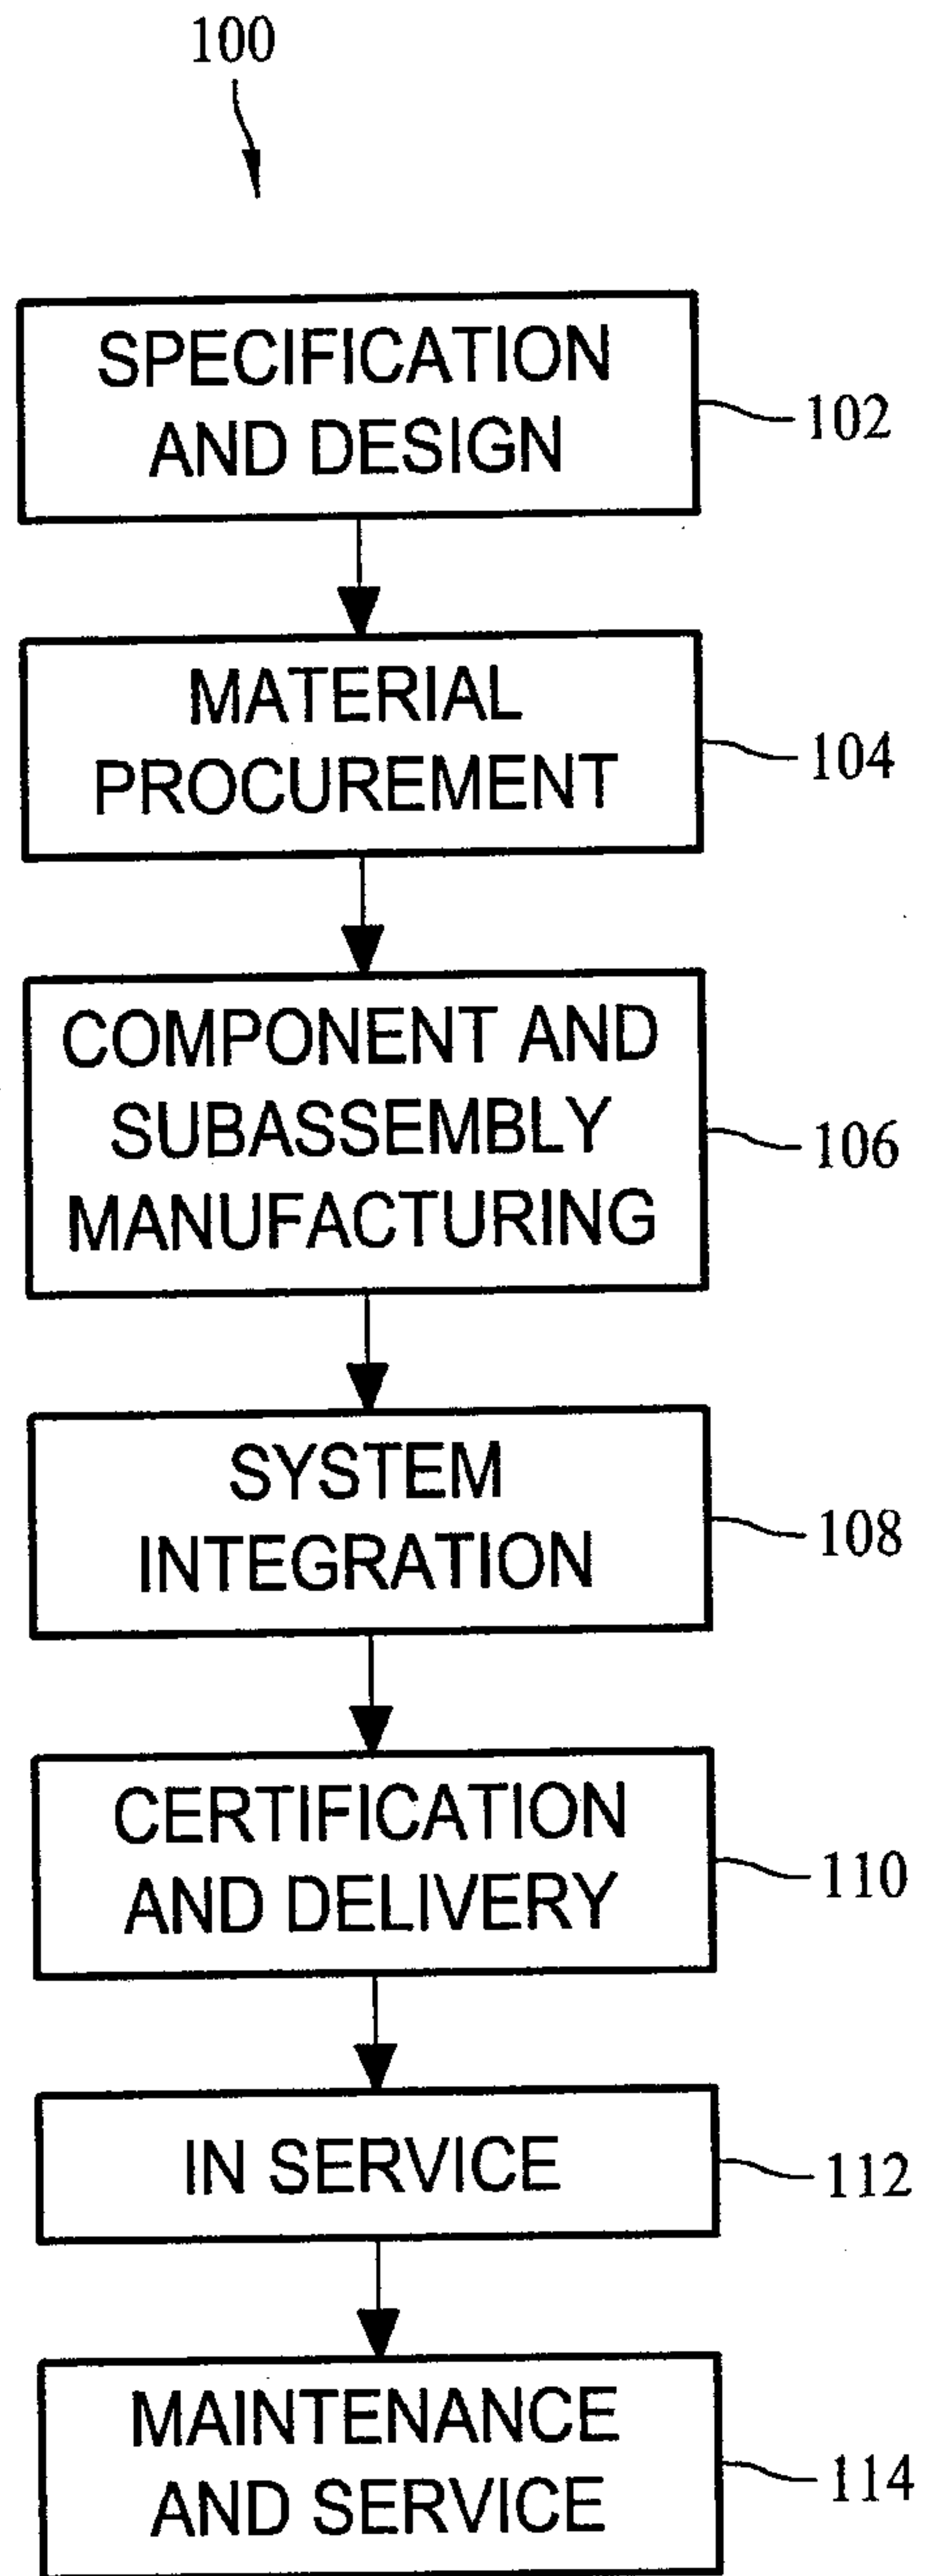 100
SPECIFICATION
AND DESIGN
102
MATERIAL
PROCUREMENT
104
COMPONENT AND
SUBASSEMBLY
MANUFACTURING
106
SYSTEM
INTEGRATION
108
CERTIFICATION
AND DELIVERY
110
IN SERVICE
112
MAINTENANCE
AND SERVICE
114